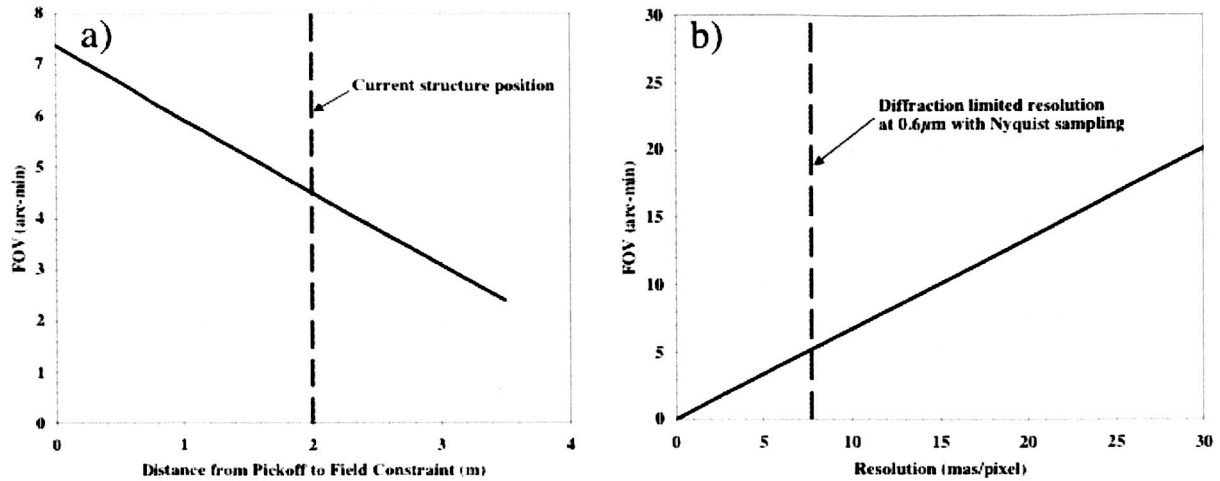 a)
8
7
6
5
4
3
2
1
0
FOV (arc-min)
Current structure position
0 1 2 3 4
Distance from Pickoff to Field Constraint (m)
b)
30
25
20
15
10
5
0
FOV (arc-min)
Diffraction limited resolution
at 0.6μm with Nyquist sampling
0 5 10 15 20 25 30
Resolution (mas/pixel)